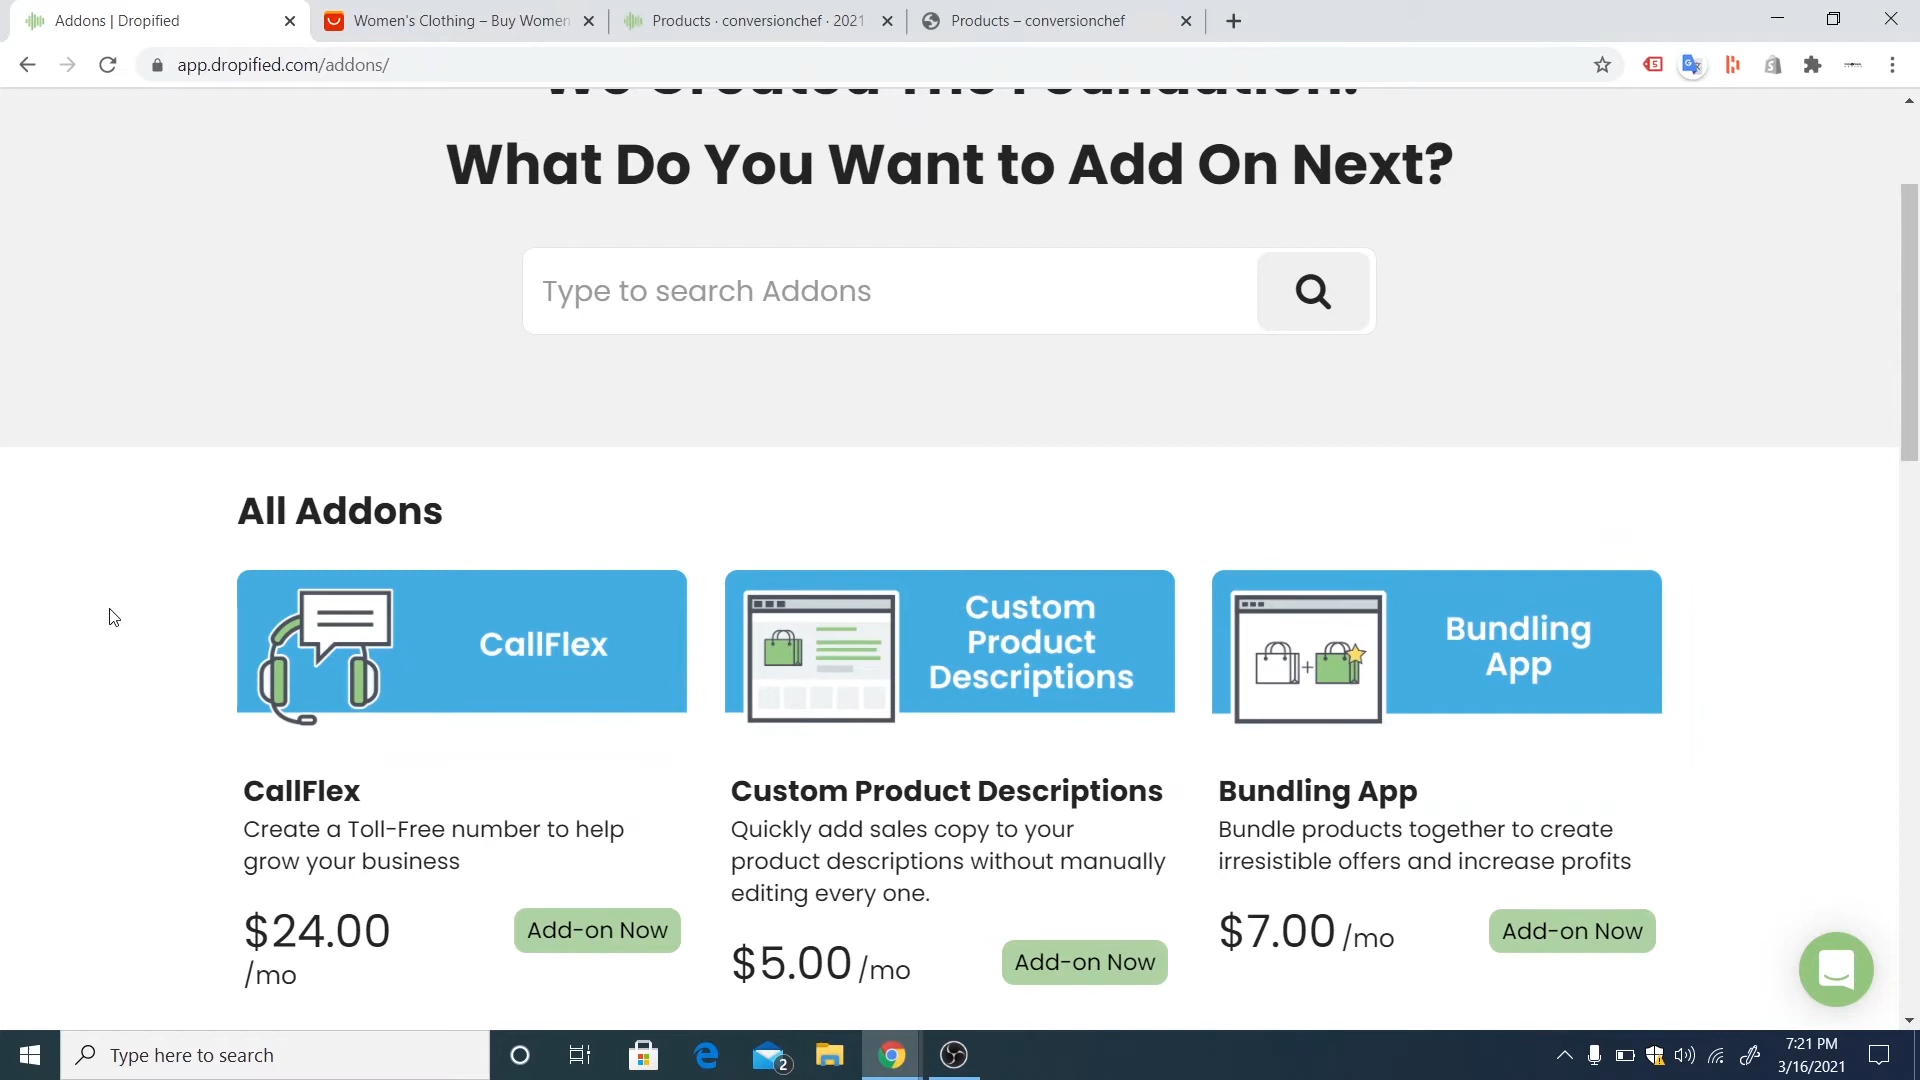 Addons | Dropified
Women's Clothing – Buy Women
Products · conversionchef · 2021
Products – conversionchef
app.dropified.com/addons/
We Created The Foundation.
What Do You Want to Add On Next?
Type to search Addons
All Addons
CallFlex
Custom
Product
Descriptions
Bundling
App
CallFlex
Create a Toll-Free number to help
grow your business
$24.00
/mo
Add-on Now
Custom Product Descriptions
Quickly add sales copy to your
product descriptions without manually
editing every one.
$5.00 /mo
Add-on Now
Bundling App
Bundle products together to create
irresistible offers and increase profits
$7.00 /mo
Add-on Now
Type here to search
2
7:21 PM
3/16/2021